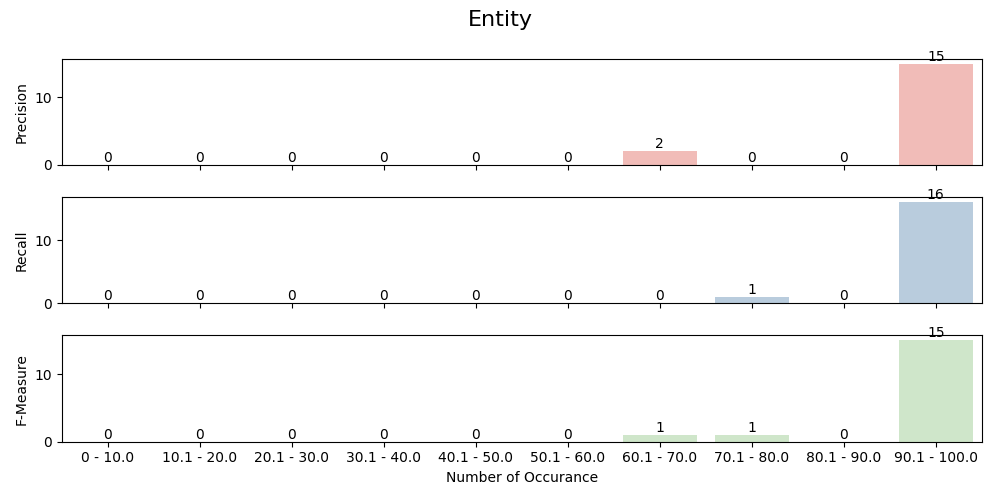 Entity
Precision
10
0
0 0 0 0 0 0 2 0 0 15
Recall
10
0
0 0 0 0 0 0 0 1 0 16
F-Measure
10
0
0 0 0 0 0 0 1 1 0 15
0 - 10.0 10.1 - 20.0 20.1 - 30.0 30.1 - 40.0 40.1 - 50.0 50.1 - 60.0 60.1 - 70.0 70.1 - 80.0 80.1 - 90.0 90.1 - 100.0
Number of Occurance